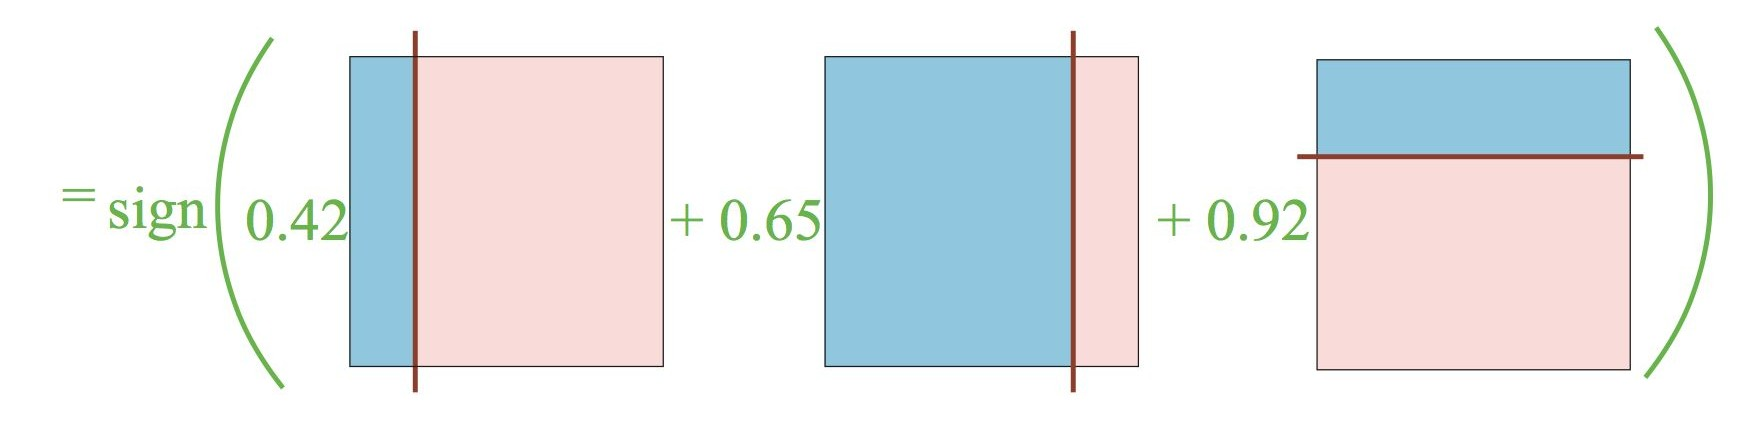 = sign( 0.42 + 0.65 + 0.92 )